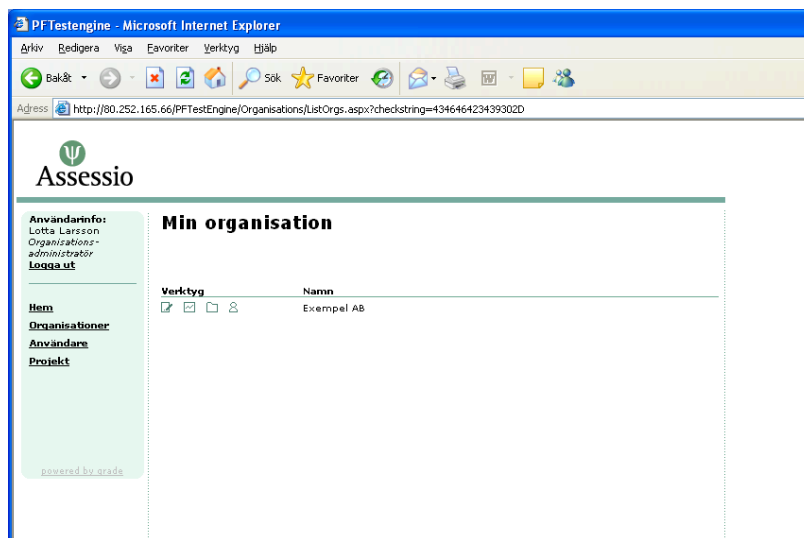 PFTestengine - Microsoft Internet Explorer
Arkiv Redigera Visa Favoriter Verktyg Hjälp
Bakåt Sök Favoriter
Adress http://80.252.165.66/PFTestEngine/Organisations/ListOrgs.aspx?checkstring=434646423439302D
Assessio
Användarinfo:
Lotta Larsson
Organisations-
administratör
Logga ut
Hem
Organisationer
Användare
Projekt
powered by grade
Min organisation
Verktyg Namn
Exempel AB